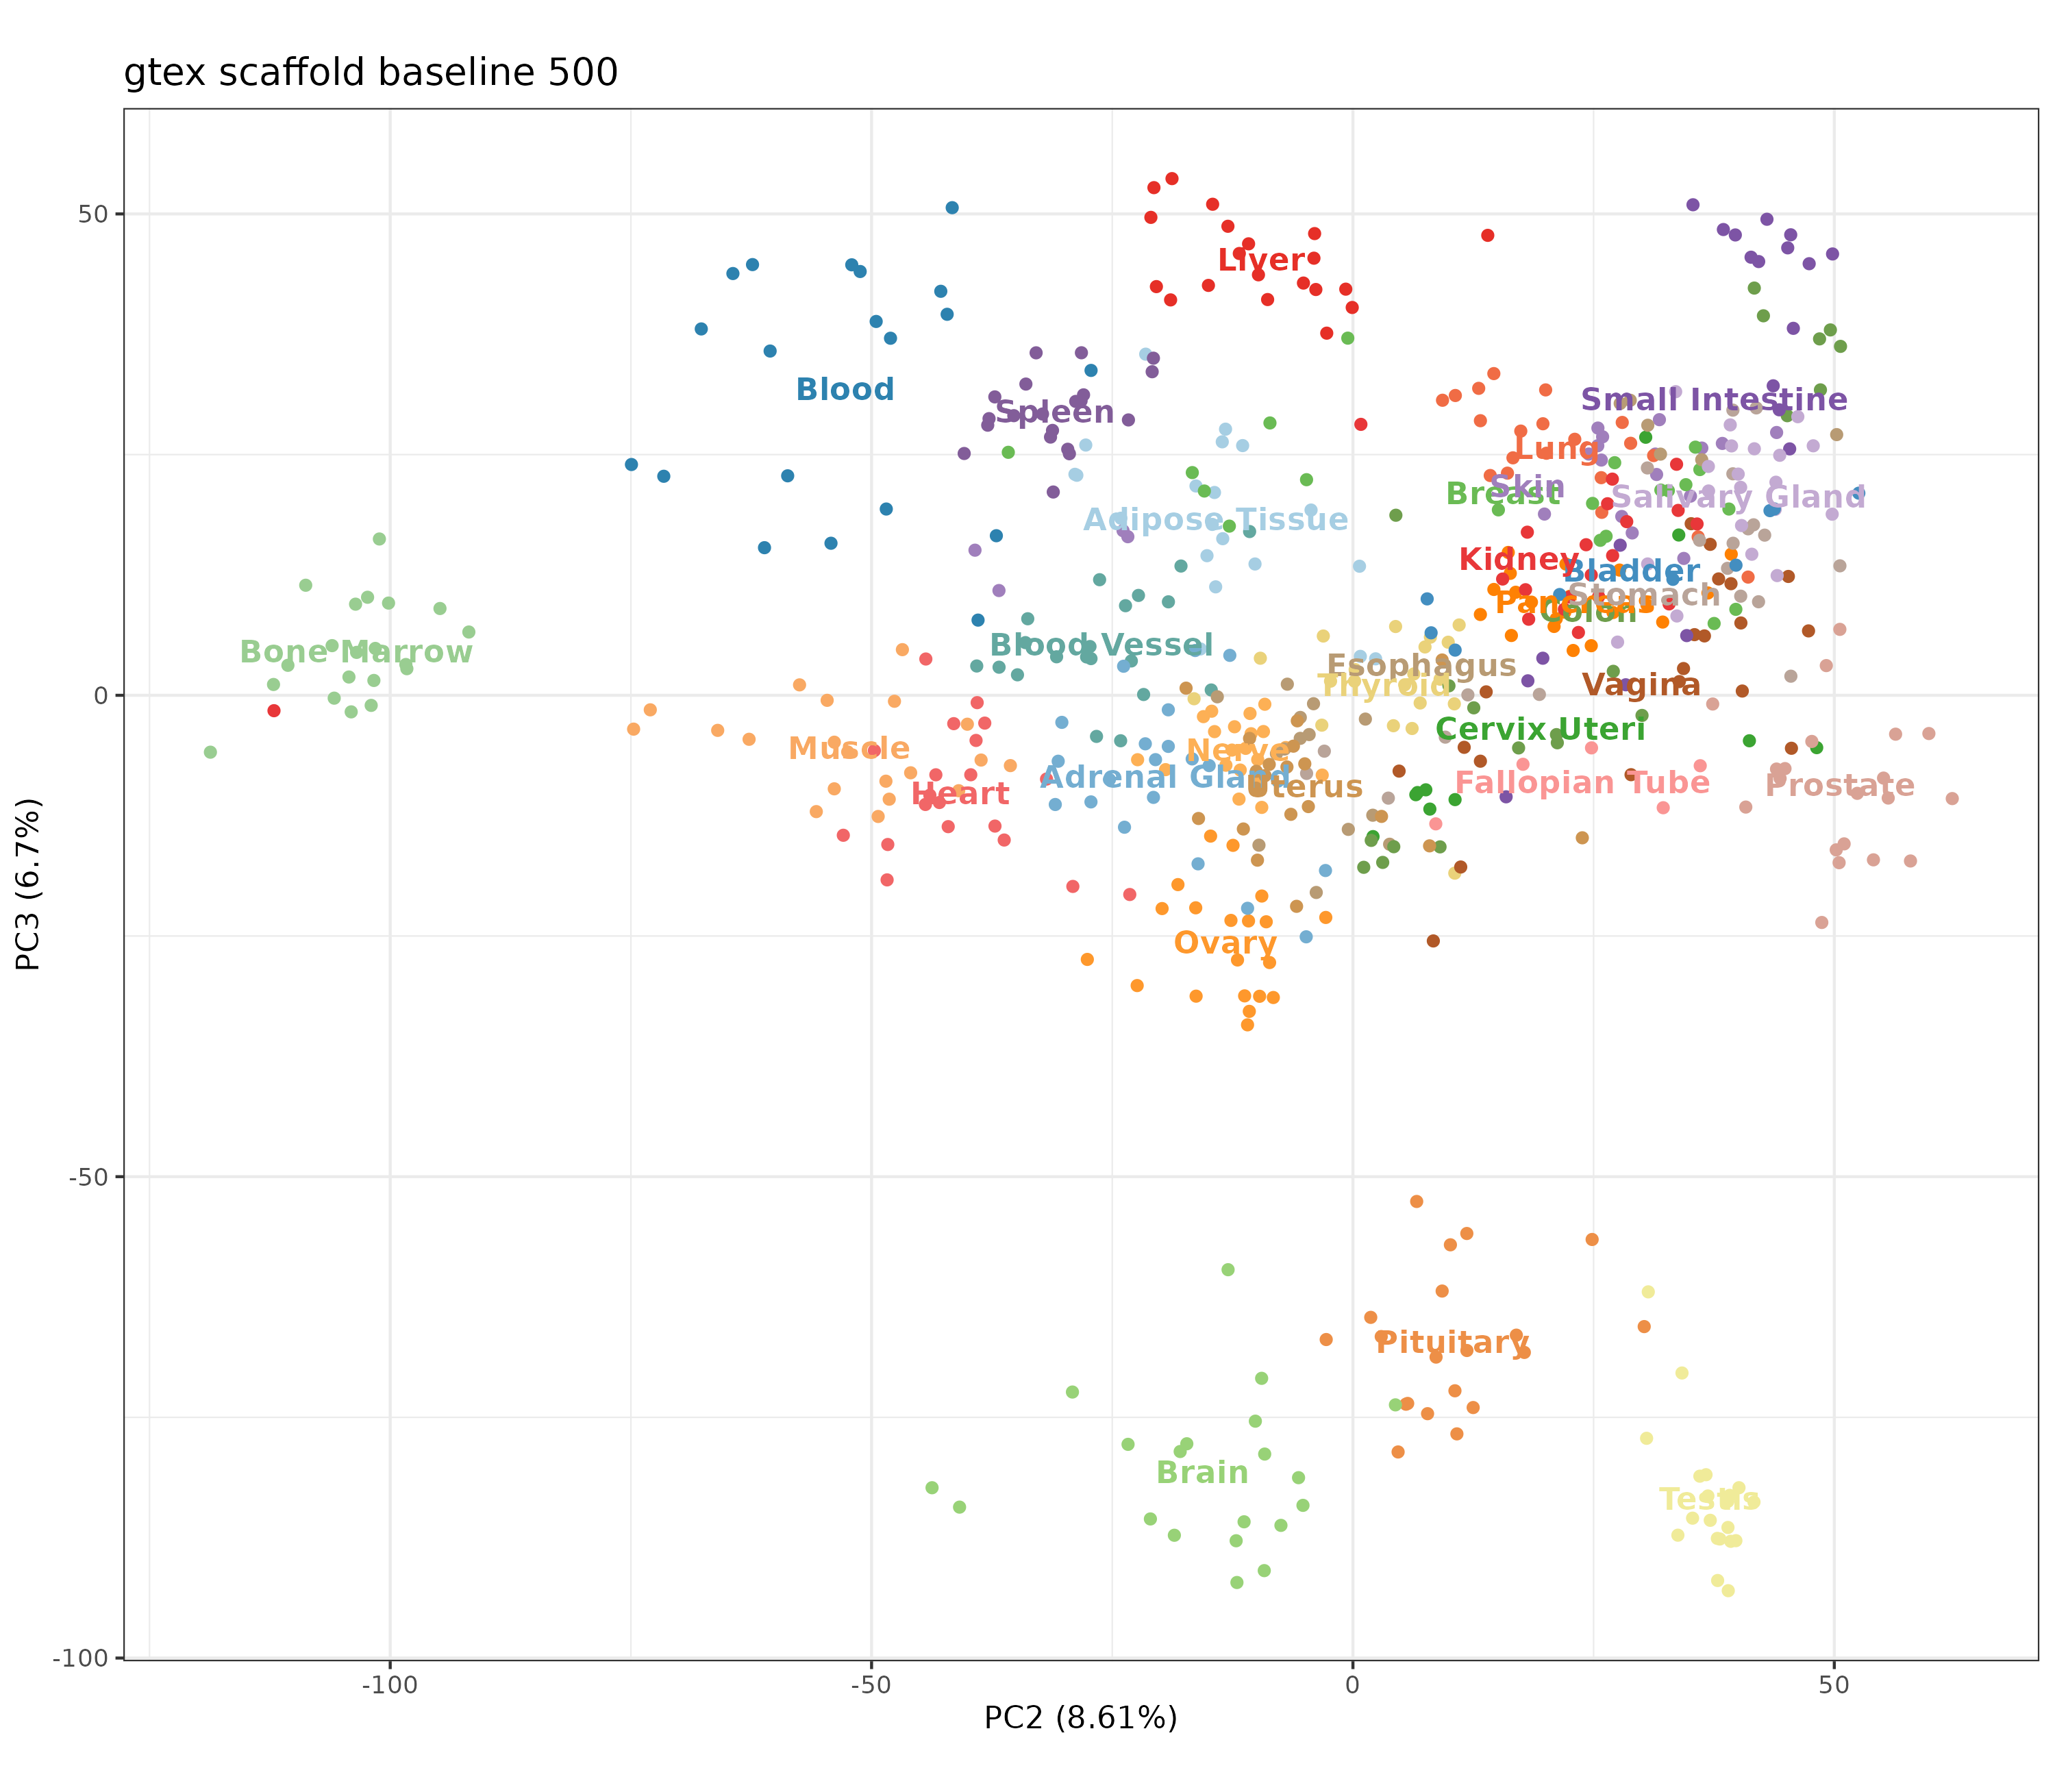 gtex scaffold baseline 500
50
0
-50
-100
PC3 (6.7%)
Liver
Blood
Small Intestine
Spleen
Lung
Skin
Breast
Salivary Gland
Adipose Tissue
Kidney
Bladder
Stomach
Pancreas
Colon
Blood Vessel
Bone Marrow
Esophagus
Thyroid
Vagina
Cervix Uteri
Muscle
Nerve
Adrenal Gland
Fallopian Tube
Prostate
Uterus
Heart
Ovary
Pituitary
Brain
Testis
-100
-50
0
50
PC2 (8.61%)